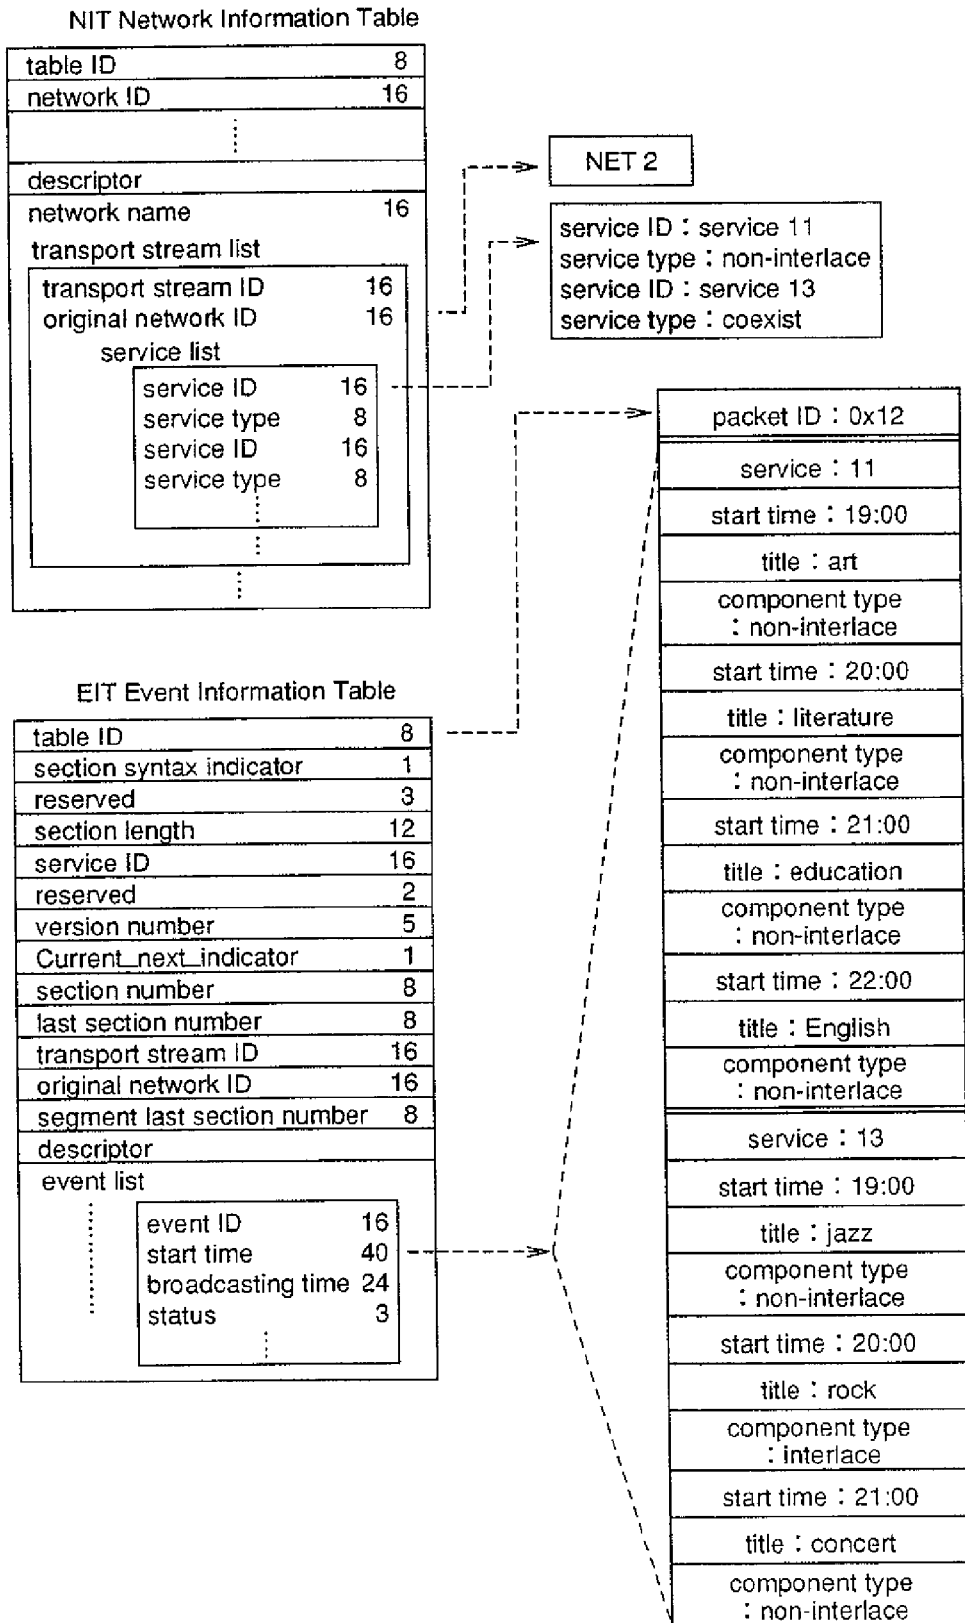 NIT Network Information Table
table ID 8
network ID 16
descriptor
network name 16
transport stream list
transport stream ID 16
original network ID 16
service list
service ID 16
service type 8
service ID 16
service type 8
NET 2
service ID : service 11
service type : non-interlace
service ID : service 13
service type : coexist
EIT Event Information Table
table ID 8
section syntax indicator 1
reserved 3
section length 12
service ID 16
reserved 2
version number 5
Current_next_indicator 1
section number 8
last section number 8
transport stream ID 16
original network ID 16
segment last section number 8
descriptor
event list
event ID 16
start time 40
broadcasting time 24
status 3
packet ID : 0x12
service : 11
start time : 19:00
title : art
component type
: non-interlace
start time : 20:00
title : literature
component type
: non-interlace
start time : 21:00
title : education
component type
: non-interlace
start time : 22:00
title : English
component type
: non-interlace
service : 13
start time : 19:00
title : jazz
component type
: non-interlace
start time : 20:00
title : rock
component type
: interlace
start time : 21:00
title : concert
component type
: non-interlace